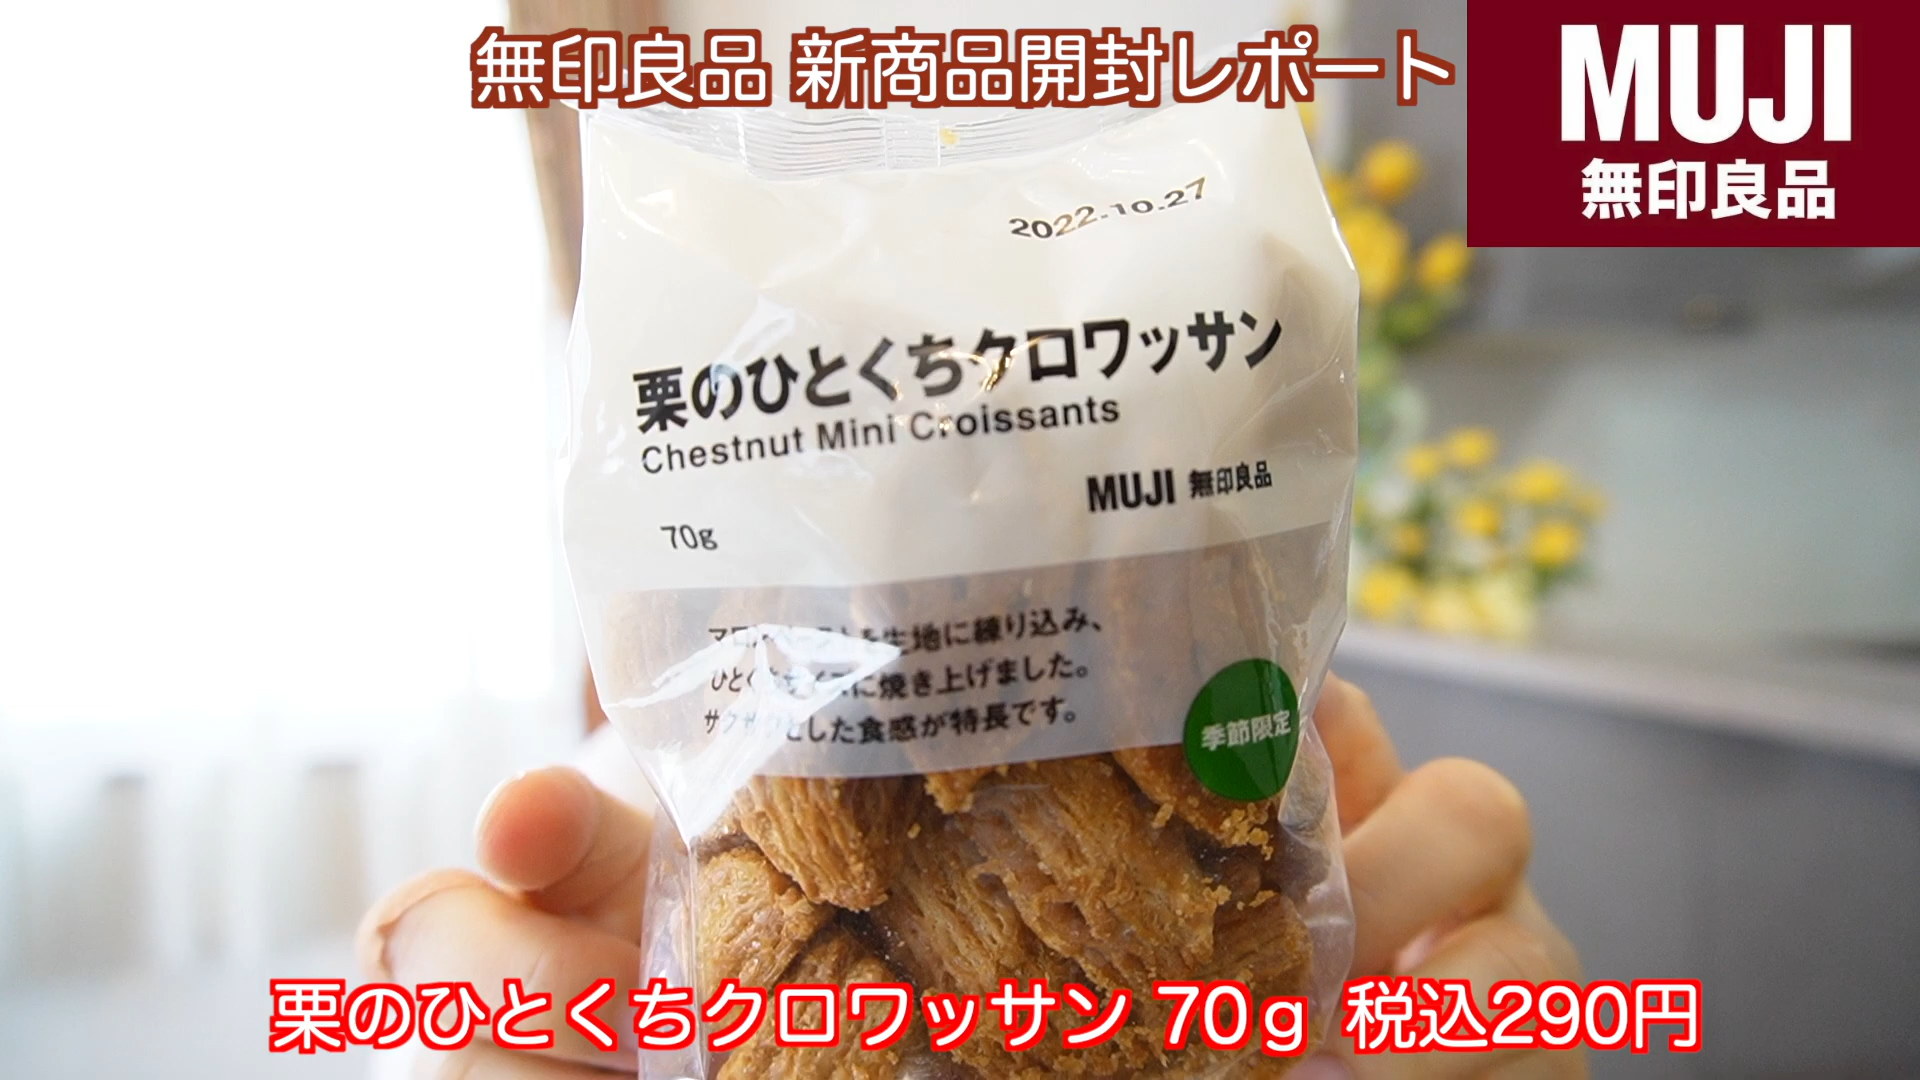 無印良品 新商品開封レポート
MUJI
無印良品
2022.10.27
栗のひとくちクロワッサン
Chestnut Mini Croissants
MUJI 無印良品
70g
を生地に練り込み、
に焼き上げました。
とした食感が特長です。
季節限定
栗のひとくちクロワッサン 70g 税込290円